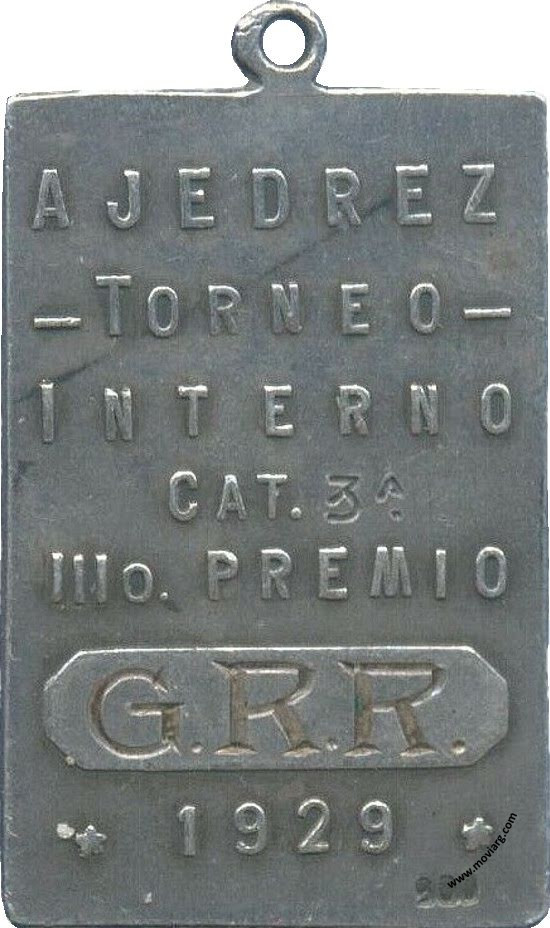 AJEDREZ
—TORNEO—
INTERNO
CAT. 3ª
IIIo. PREMIO
G.R.R.
* 1929 *
www.moviarg.com